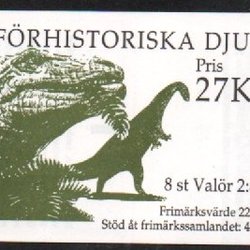 FÖRHISTORISKA DJU
Pris
27K
8 st Valör 2:
Frimärksvärde 22
Stöd åt frimärkssamlandet: 4